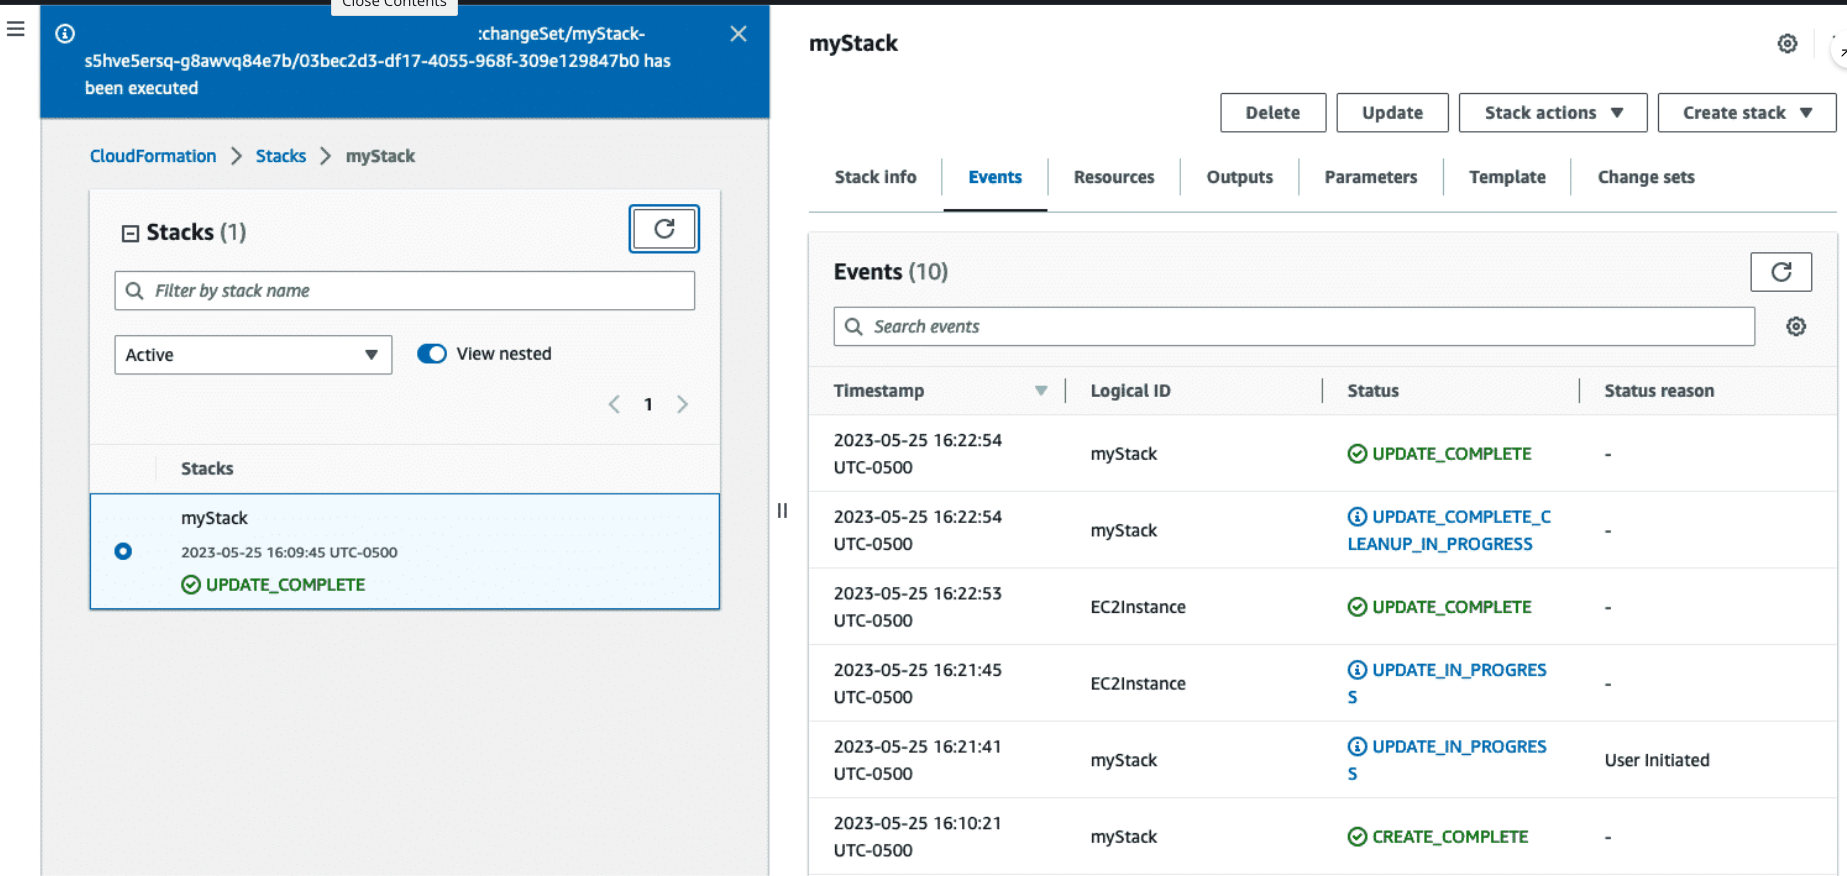 Close Contents
:changeSet/myStack-
s5hve5ersq-g8awvq84e7b/03bec2d3-df17-4055-968f-309e129847b0 has
been executed
CloudFormation > Stacks > myStack
Stacks (1)
Filter by stack name
Active
View nested
1
Stacks
myStack
2023-05-25 16:09:45 UTC-0500
UPDATE_COMPLETE
myStack
Delete
Update
Stack actions
Create stack
Stack info
Events
Resources
Outputs
Parameters
Template
Change sets
Events (10)
Search events
Timestamp
Logical ID
Status
Status reason
2023-05-25 16:22:54
UTC-0500
myStack
UPDATE_COMPLETE
-
2023-05-25 16:22:54
UTC-0500
myStack
UPDATE_COMPLETE_C
LEANUP_IN_PROGRESS
-
2023-05-25 16:22:53
UTC-0500
EC2Instance
UPDATE_COMPLETE
-
2023-05-25 16:21:45
UTC-0500
EC2Instance
UPDATE_IN_PROGRES
S
-
2023-05-25 16:21:41
UTC-0500
myStack
UPDATE_IN_PROGRES
S
User Initiated
2023-05-25 16:10:21
UTC-0500
myStack
CREATE_COMPLETE
-